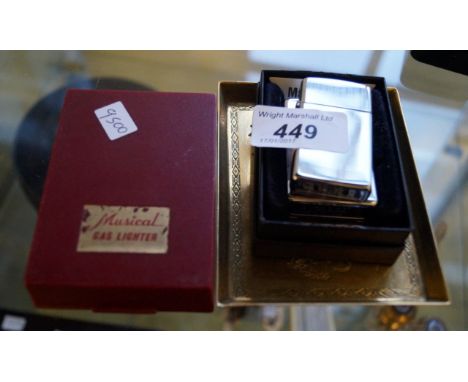 9500
Musical
GAS LIGHTER
Wright Marshall Ltd
449